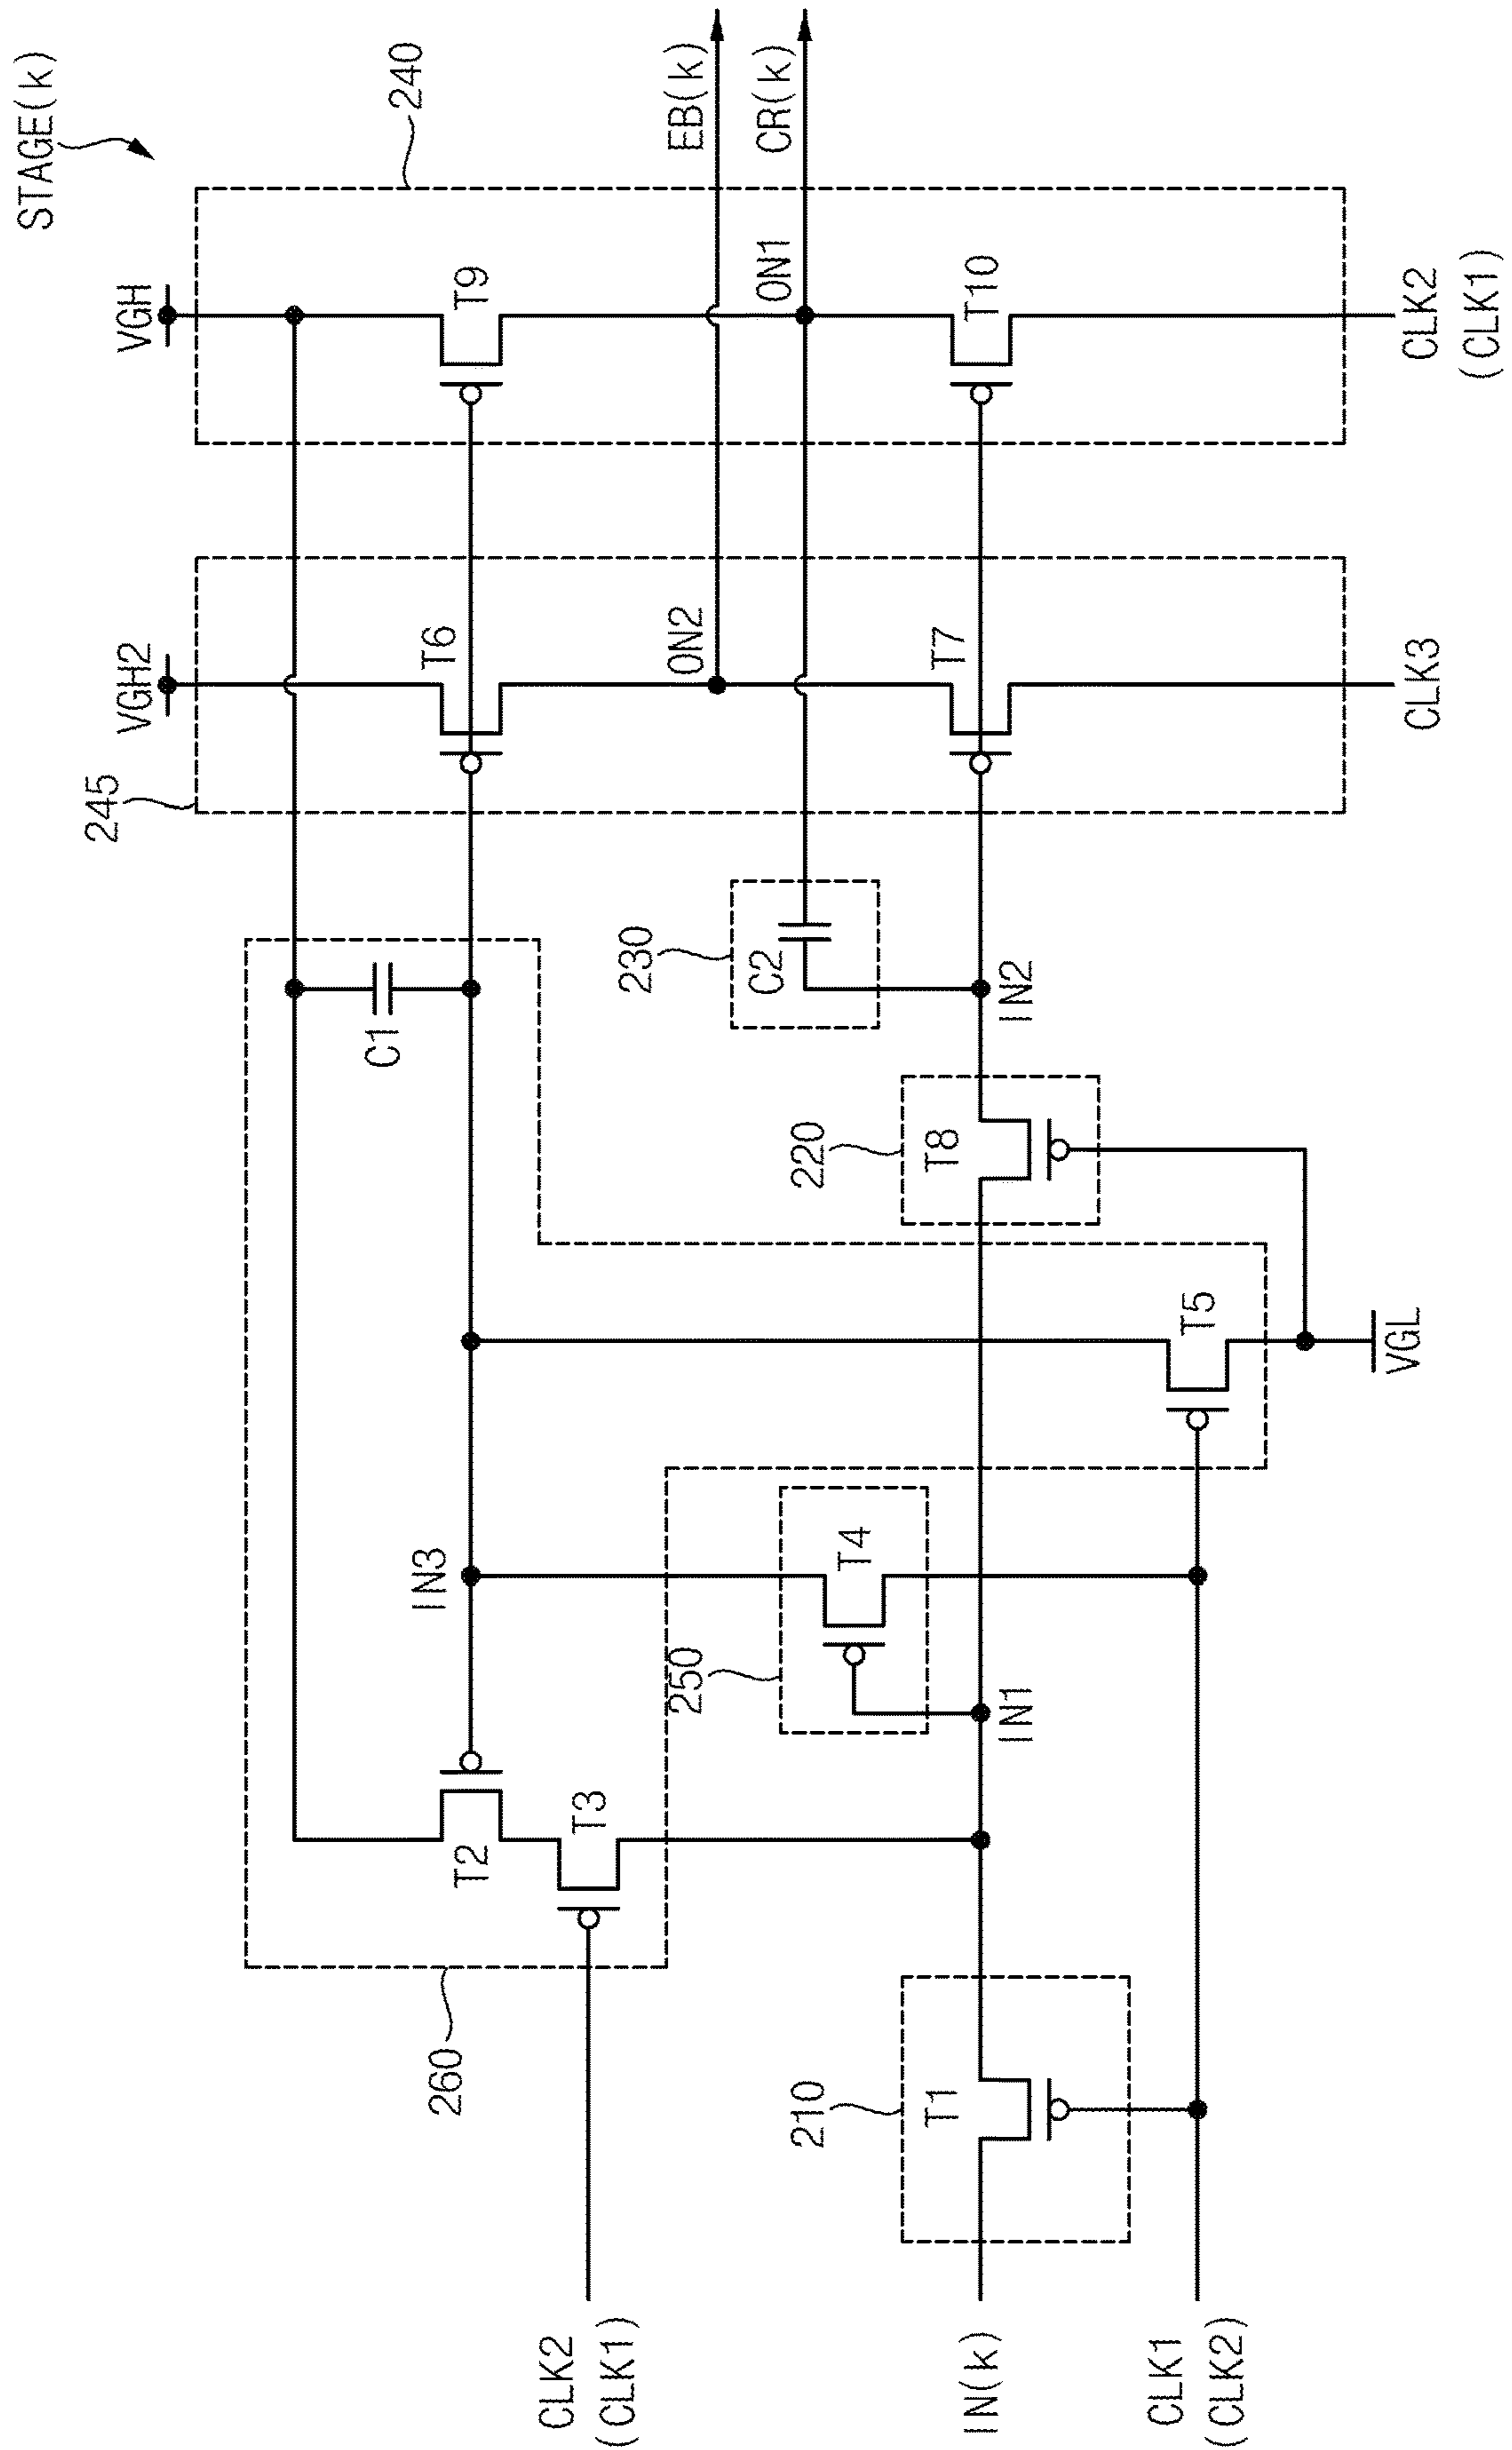 STAGE(k)
VGH2
VGH
245
240
260
T6
T9
IN3
C1
T2
T3
ON2
EB(k)
230
C2
ON1
CR(k)
250
T4
210
T1
220
T8
T7
T10
IN1
IN2
T5
CLK2
(CLK1)
IN(k)
CLK1
(CLK2)
VGL
CLK3
CLK2
(CLK1)